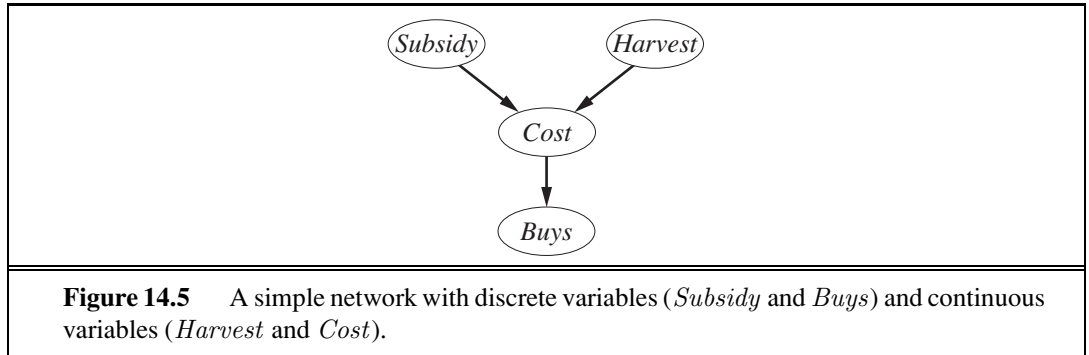 Subsidy
Harvest
Cost
Buys
Figure 14.5 A simple network with discrete variables (Subsidy and Buys) and continuous
variables (Harvest and Cost).